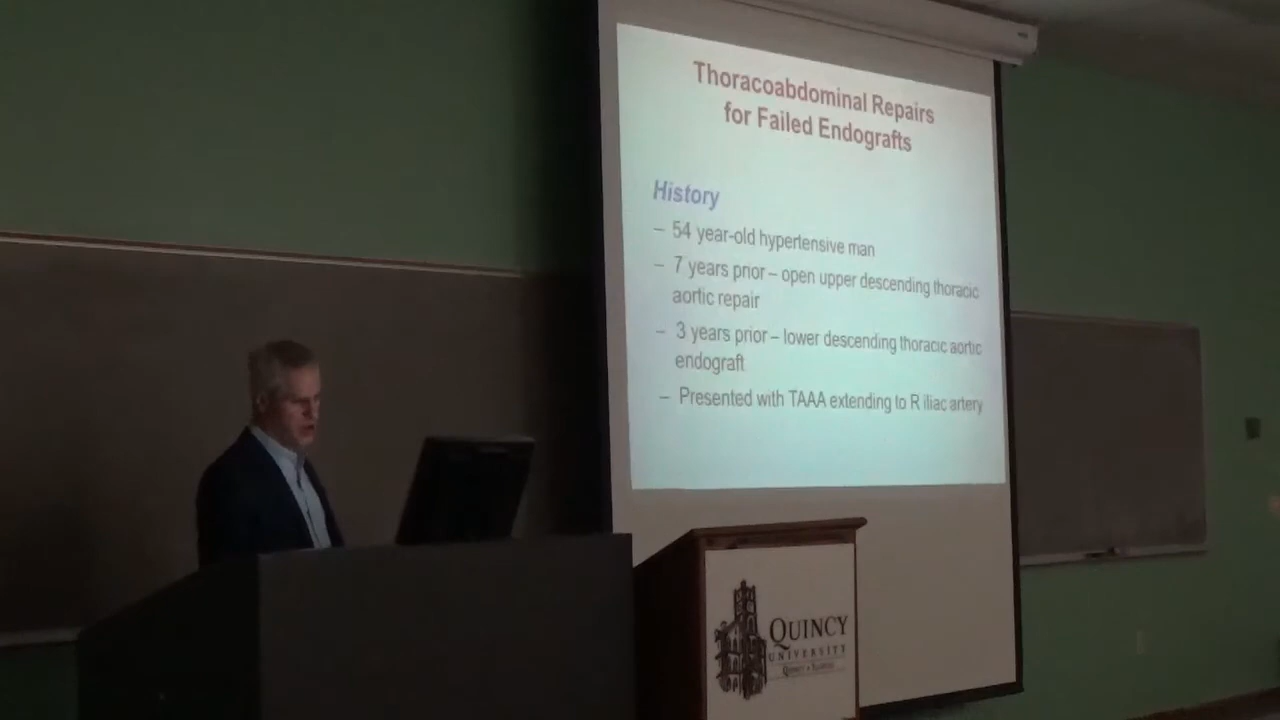 Thoracoabdominal Repairs
for Failed Endografts
History
– 54 year-old hypertensive man
– 7 years prior – open upper descending thoracic
aortic repair
– 3 years prior – lower descending thoracic aortic
endograft
– Presented with TAAA extending to R iliac artery
QUINCY
UNIVERSITY